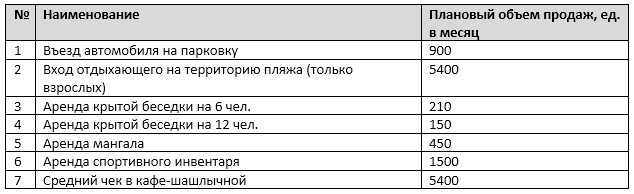 № Наименование Плановый объем продаж, ед. в месяц
1 Въезд автомобиля на парковку 900
2 Вход отдыхающего на территорию пляжа (только взрослых) 5400
3 Аренда крытой беседки на 6 чел. 210
4 Аренда крытой беседки на 12 чел. 150
5 Аренда мангала 450
6 Аренда спортивного инвентаря 1500
7 Средний чек в кафе-шашлычной 5400